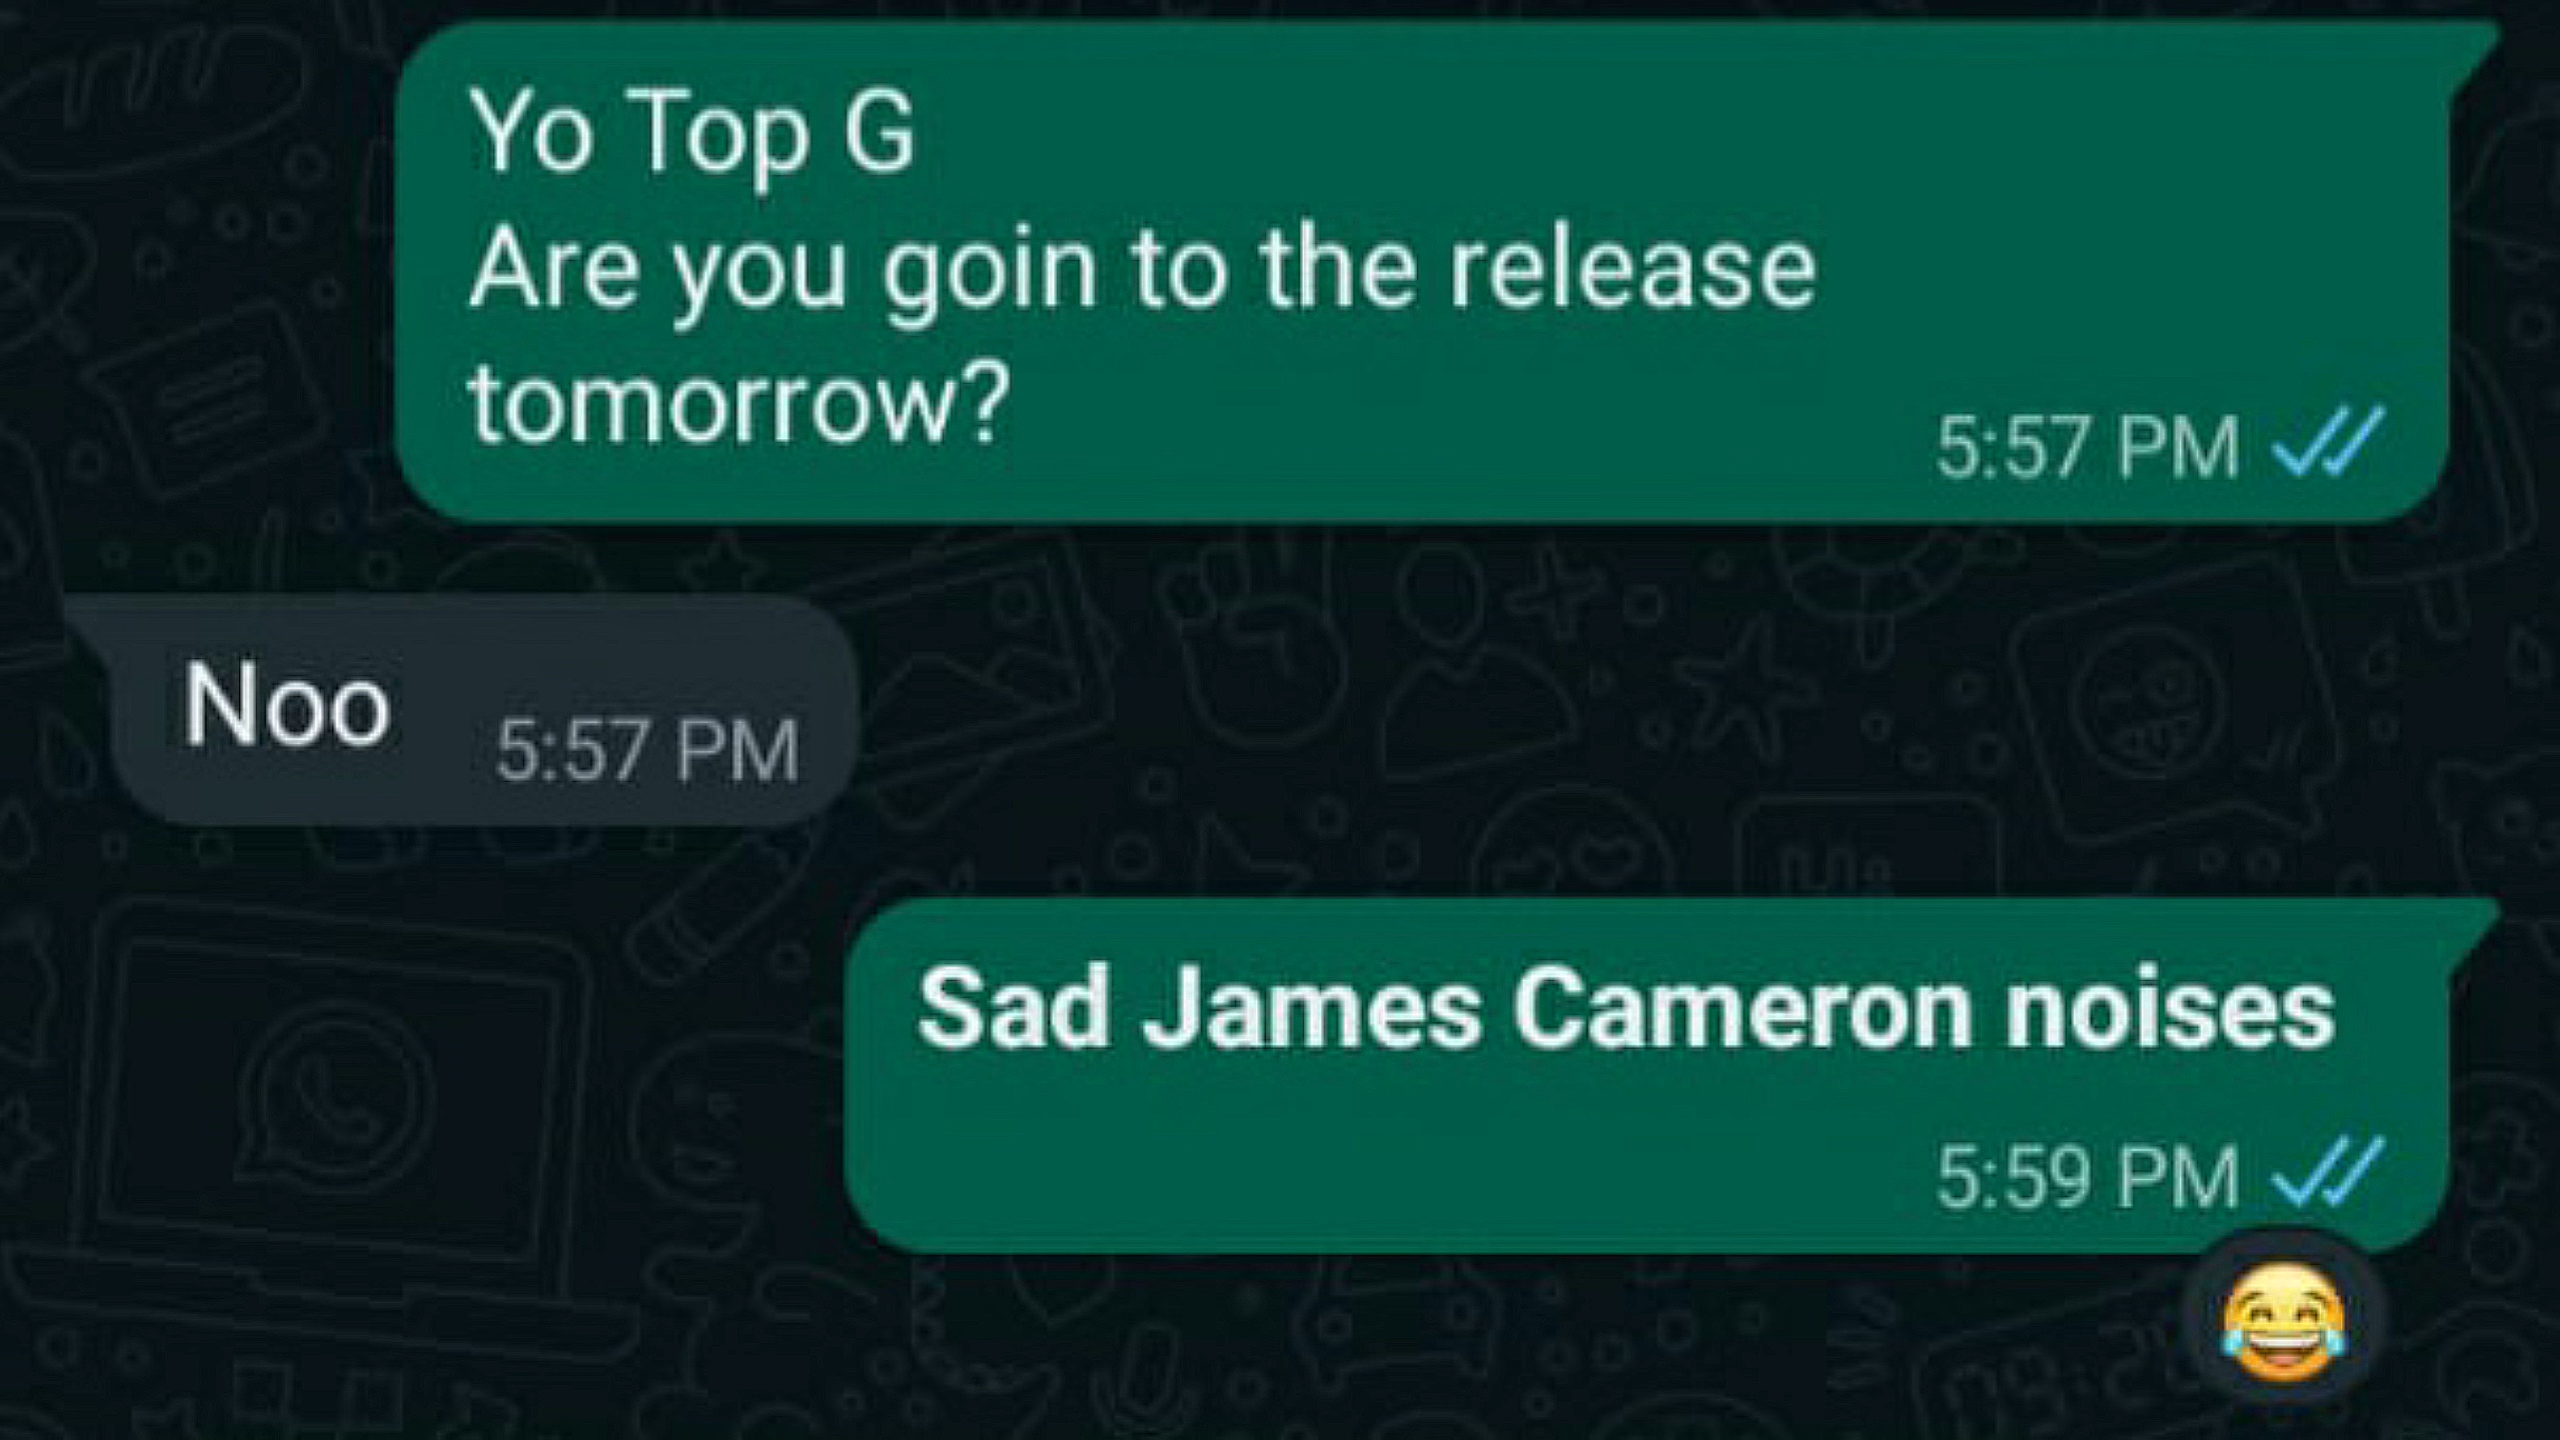 Yo Top G
Are you goin to the release
tomorrow?
5:57 PM
Noo
5:57 PM
Sad James Cameron noises
5:59 PM